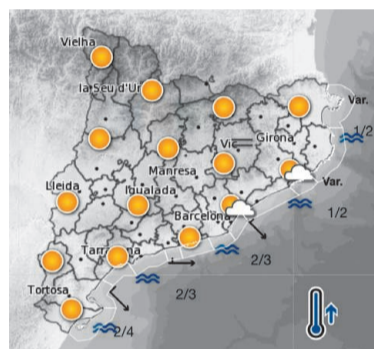 Vielha
la Seu d'Ur
Var.
1/2
Girona
Vic
Manresa
Var.
Lleida
Igualada
1/2
Barcelona
2/3
Tarragona
2/3
Tortosa
2/4